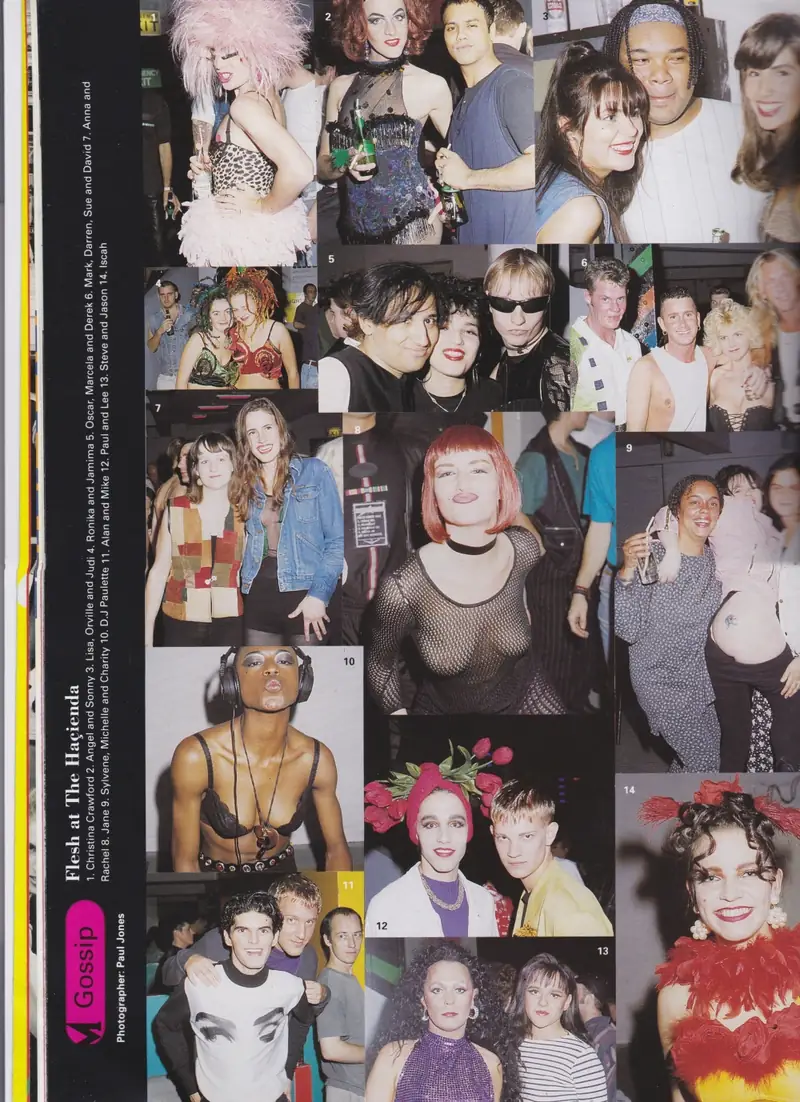 Flesh at The Haçienda
1. Christina Crawford 2. Angel and Sonny 3. Lisa, Orville and Judi 4. Ronika and Jamima 5. Oscar, Marcela and Derek 6. Mark, Darren, Sue and David 7. Anna and
Rachel 8. Jane 9. Sylvene, Michelle and Charity 10. D.J Paulette 11. Alan and Mike 12. Paul and Lee 13. Steve and Jason 14. Iscah
Gossip
Photographer: Paul Jones
1
2
3
4
5
6
7
8
9
10
11
12
13
14